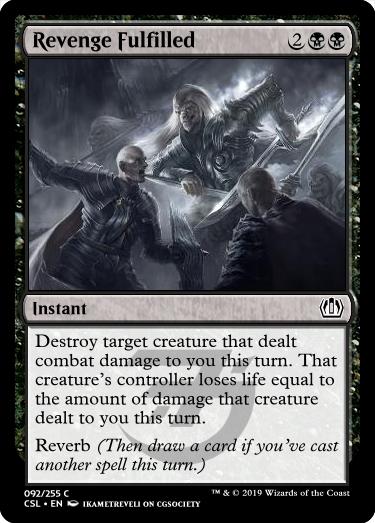 Revenge Fulfilled 2
Instant
Destroy target creature that dealt
combat damage to you this turn. That
creature's controller loses life equal to
the amount of damage that creature
dealt to you this turn.
Reverb (Then draw a card if you've cast
another spell this turn.)
092/255 C
CSL • EN IKAMETREVELI ON CGSOCIETY
™ & © 2019 Wizards of the Coast